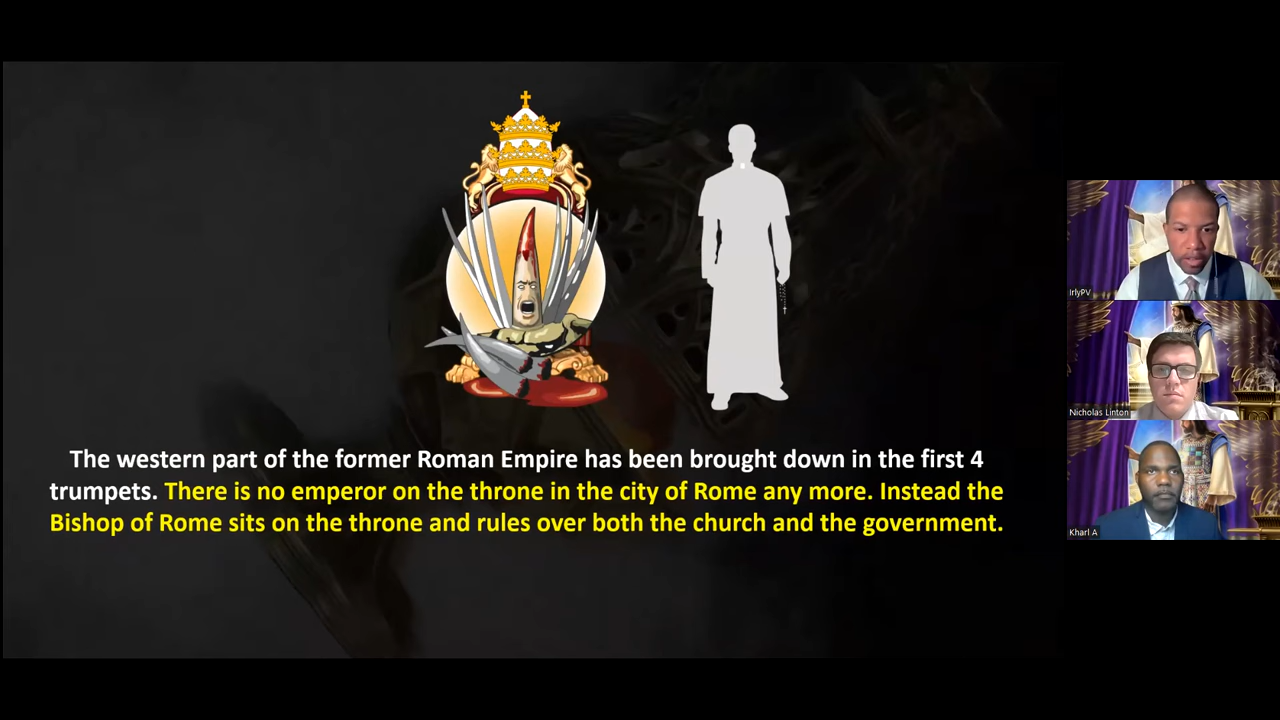 The western part of the former Roman Empire has been brought down in the first 4
trumpets. There is no emperor on the throne in the city of Rome any more. Instead the
Bishop of Rome sits on the throne and rules over both the church and the government.
IrlyPV
Nicholas Linton
Kharl A